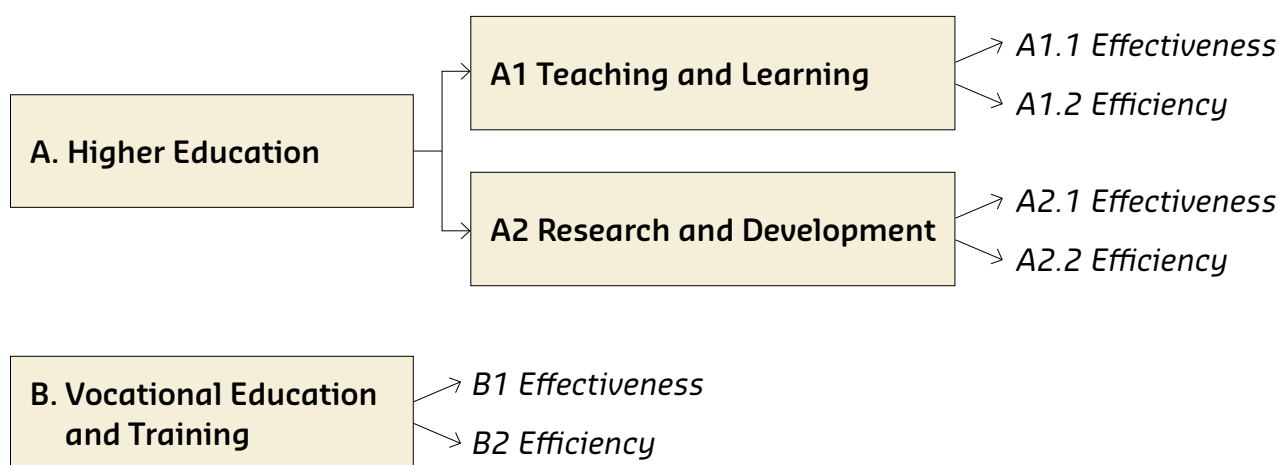 A. Higher Education
A1 Teaching and Learning
A1.1 Effectiveness
A1.2 Efficiency
A2 Research and Development
A2.1 Effectiveness
A2.2 Efficiency
B. Vocational Education
and Training
B1 Effectiveness
B2 Efficiency